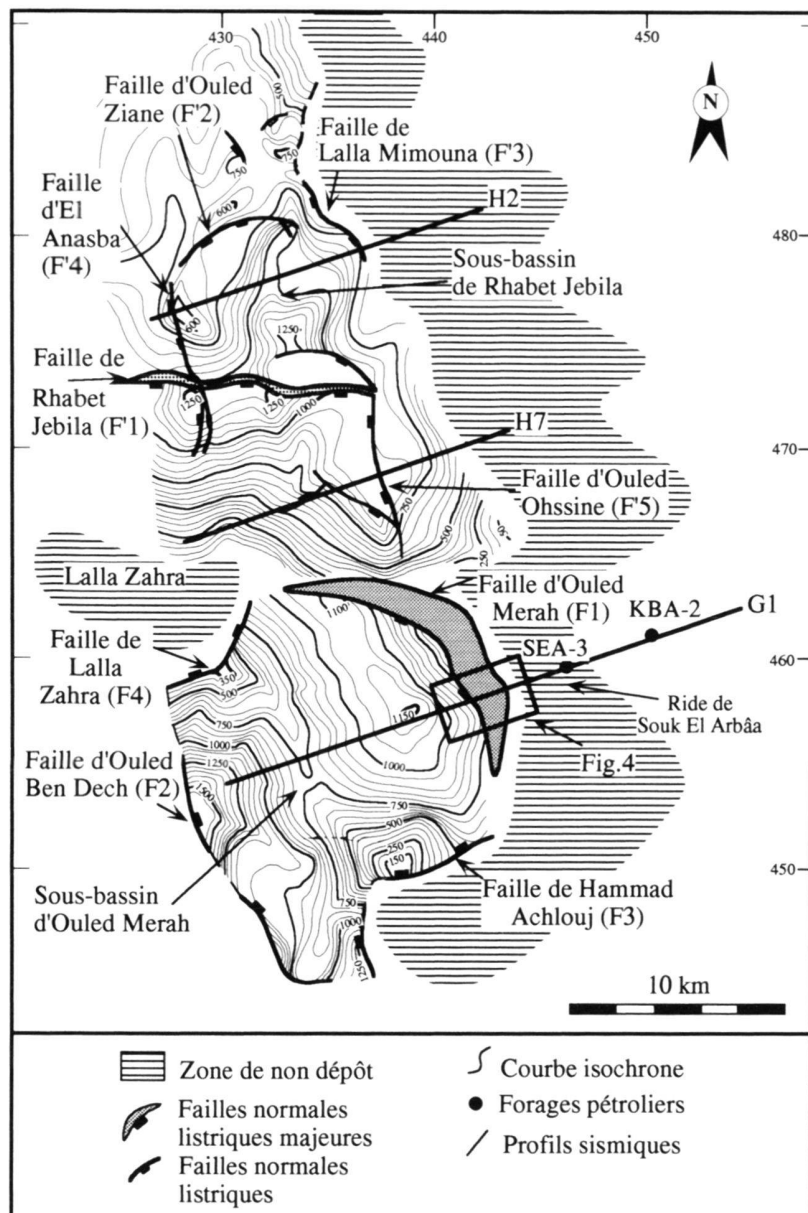 430
440
450
N
500
750
750
600
600
1250
1250
1250
1000
750
500
250
Faille d'Ouled
Ziane (F'2)
Faille de
Lalla Mimouna (F'3)
Faille
d'El
Anasba
(F'4)
H2
480
Sous-bassin
de Rhabet Jebila
Faille de
Rhabet
Jebila (F'1)
H7
470
470
Faille d'Ouled
Ohssine (F'5)
Lalla Zahra
Faille d'Ouled
Merah (F1)
KBA-2
G1
SEA-3
460
460
Faille de
Lalla
Zahra (F4)
Ride de
Souk El Arbâa
Fig.4
1100
350
500
750
1000
1250
1500
1150
1000
750
500
250
150
750
1000
1250
Faille d'Ouled
Ben Dech (F2)
450
450
Sous-bassin
d'Ouled Merah
Faille de Hammad
Achlouj (F3)
10 km
Zone de non dépôt
Failles normales
listriques majeures
Failles normales
listriques
Courbe isochrone
Forages pétroliers
Profils sismiques